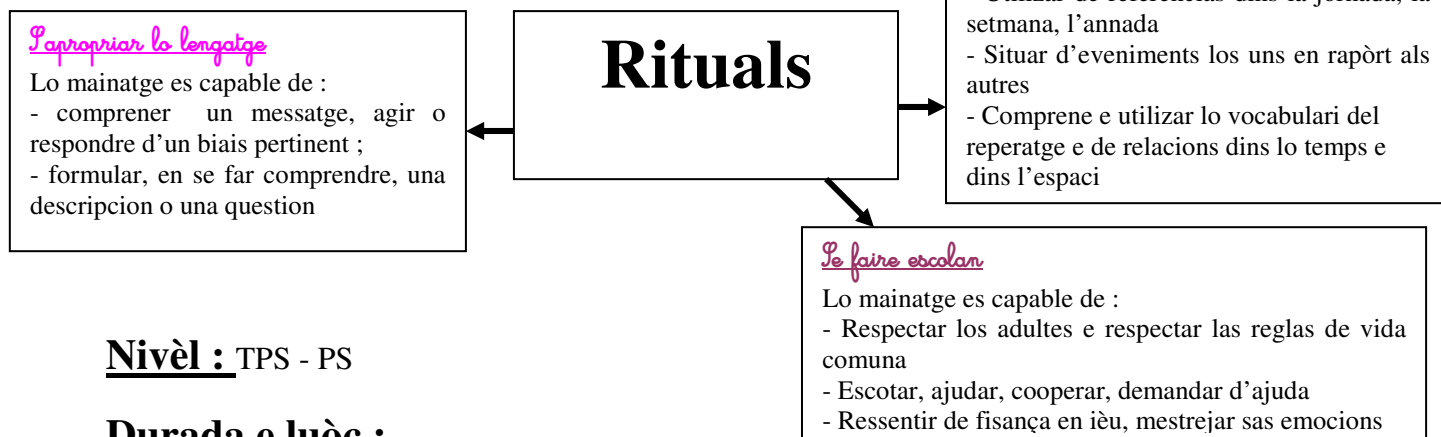 S'apropriar lo lengatge
Lo mainatge es capable de :
- comprener un messatge, agir o
respondre d'un biais pertinent ;
- formular, en se far comprendre, una
descripcion o una question
Rituals
setmana, l'annada
- Situar d'eveniments los uns en rapòrt als
autres
- Comprene e utilizar lo vocabulari del
reperatge e de relacions dins lo temps e
dins l'espaci
Se faire escolan
Lo mainatge es capable de :
- Respectar los adultes e respectar las reglas de vida
comuna
- Escotar, ajudar, cooperar, demandar d'ajuda
- Ressentir de fisança en ièu, mestrejar sas emocions
Nivèl : TPS - PS
Durada e luòc :